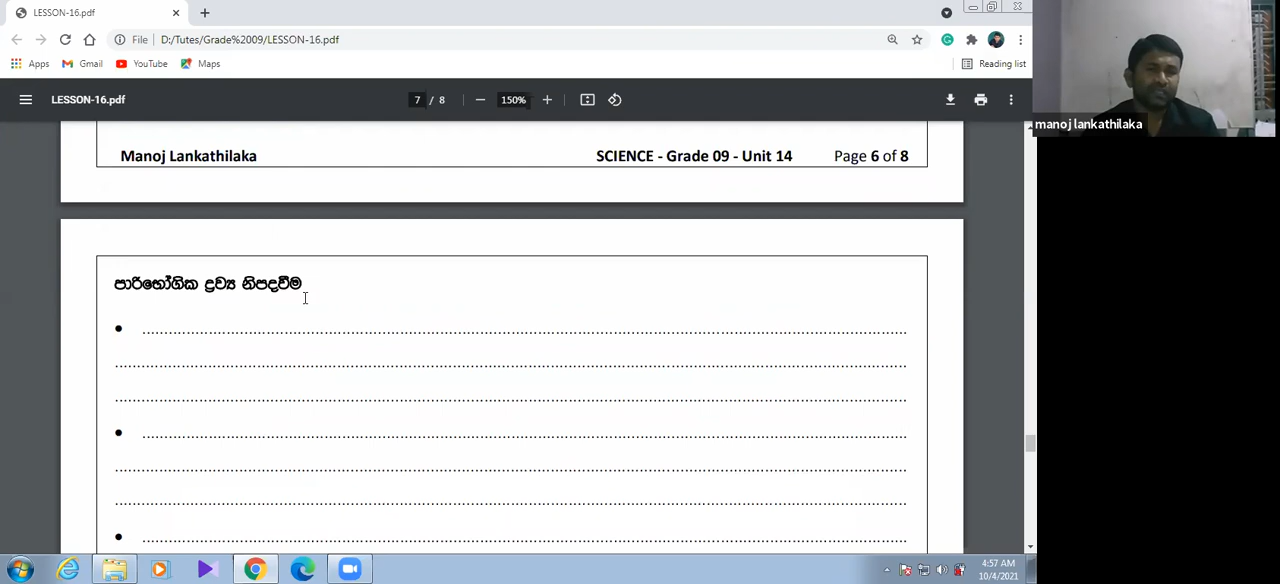 LESSON-16.pdf
File
D:/Tutes/Grade%2009/LESSON-16.pdf
Apps
Gmail
YouTube
Maps
Reading list
LESSON-16.pdf
7 / 8
150%
manoj lankathilaka
Manoj Lankathilaka
SCIENCE - Grade 09 - Unit 14
Page 6 of 8
පාරිභෝගික ද්‍රව්‍ය නිපදවීම
4:57 AM
10/4/2021